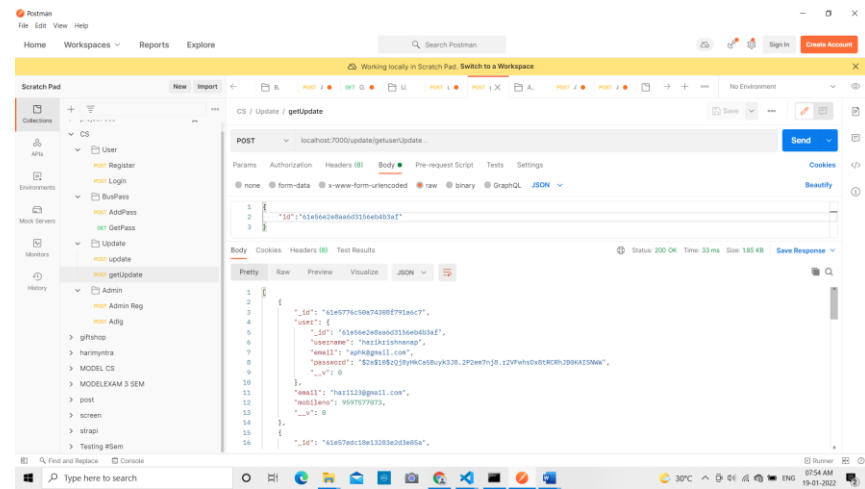 Postman
File Edit View Help
Home Workspaces Reports Explore Search Postman Sign In Create Account
Working locally in Scratch Pad. Switch to a Workspace
Scratch Pad New Import B. POST GET G. U. POST POST A. POST POST No Environment
Collections
APIs
Environments
Mock Servers
Monitors
History
CS
User
POST Register
POST Login
BusPass
POST AddPass
GET GetPass
Update
POST update
POST getUpdate
Admin
POST Admin Reg
POST Adlg
giftshop
harimyntra
MODEL CS
MODELEXAM 3 SEM
post
screen
strapi
Testing #Sem
CS / Update / getUpdate Save
POST localhost:7000/update/getuserUpdate Send
Params Authorization Headers (8) Body Pre-request Script Tests Settings Cookies
none form-data x-www-form-urlencoded raw binary GraphQL JSON Beautify
1 {
2 "id":"61e56e2e8aa6d3156eb4b3af"
3 }
Body Cookies Headers (8) Test Results Status: 200 OK Time: 33 ms Size: 1.85 KB Save Response
Pretty Raw Preview Visualize JSON
1 [
2 {
3 "_id": "61e5776c50a74308f791a6c7",
4 "user": {
5 "_id": "61e56e2e8aa6d3156eb4b3af",
6 "username": "harikrishnanap",
7 "email": "aphk@gmail.com",
8 "password":
9 "__v": 0
10 },
11 "email": "hari123@gmail.com",
12 "mobileno": 9597577073,
13 "__v": 0
14 },
15 {
16 "_id": "61e57edc18e13283e2d3e85a",
Find and Replace Console Runner
Type here to search 30°C ENG 07:54 AM
19-01-2022